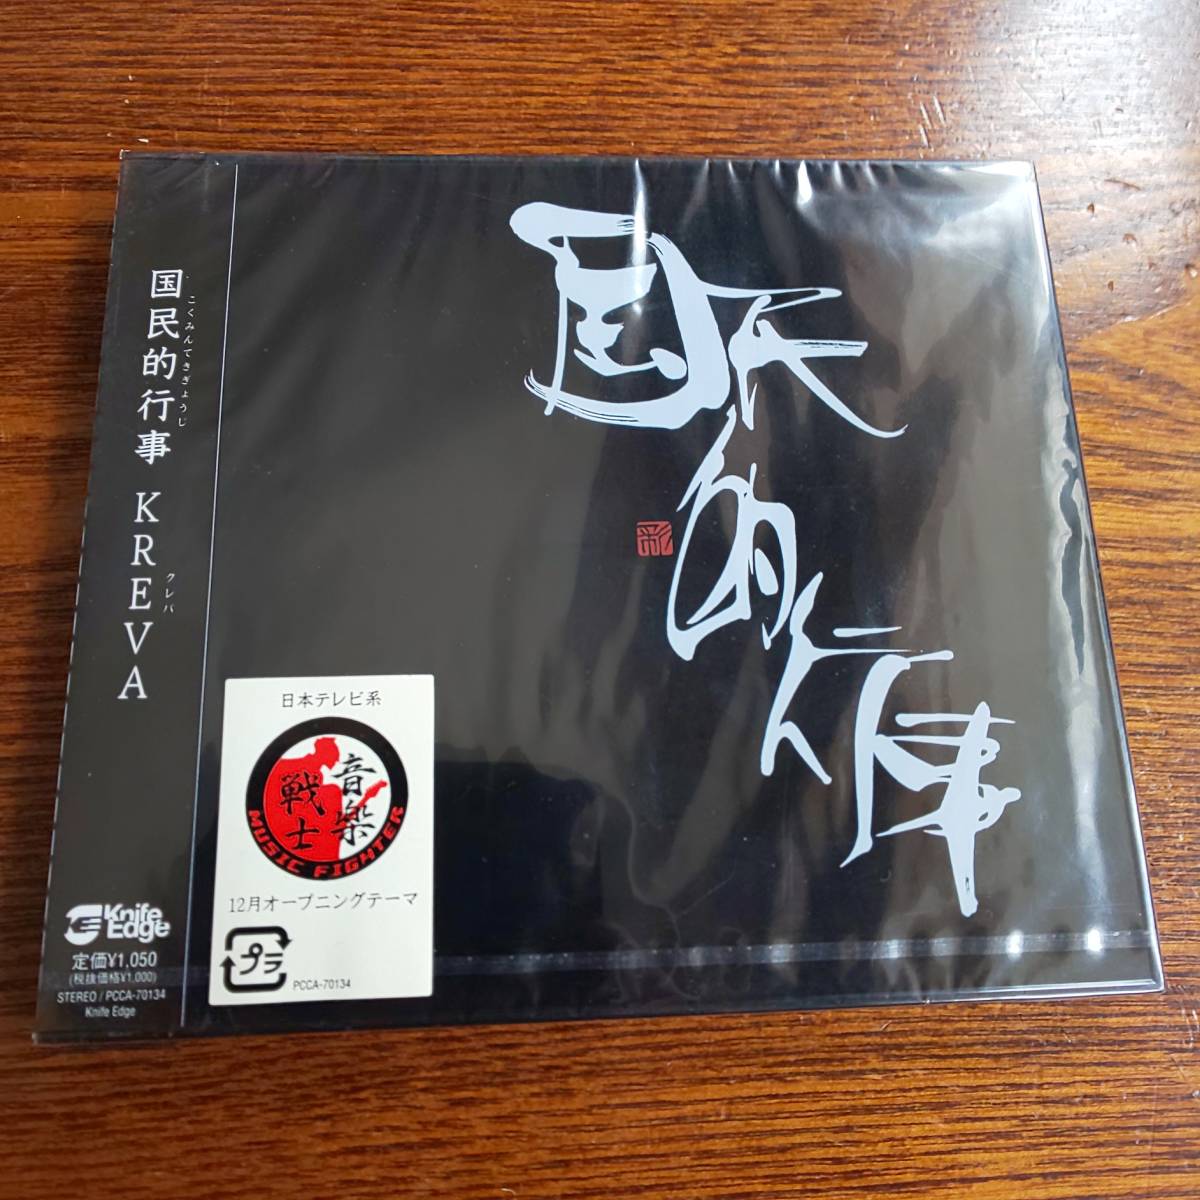 国民的行事 KREVA
こくみんてきぎょうじ
クレバ
Knife
Edge
定価¥1,050
(税抜価格¥1,000)
STEREO / PCCA-70134
Knife Edge
国民的行事
彩
日本テレビ系
音樂
戦士
MUSIC FIGHTER
12月オープニングテーマ
プラ
PCCA-70134